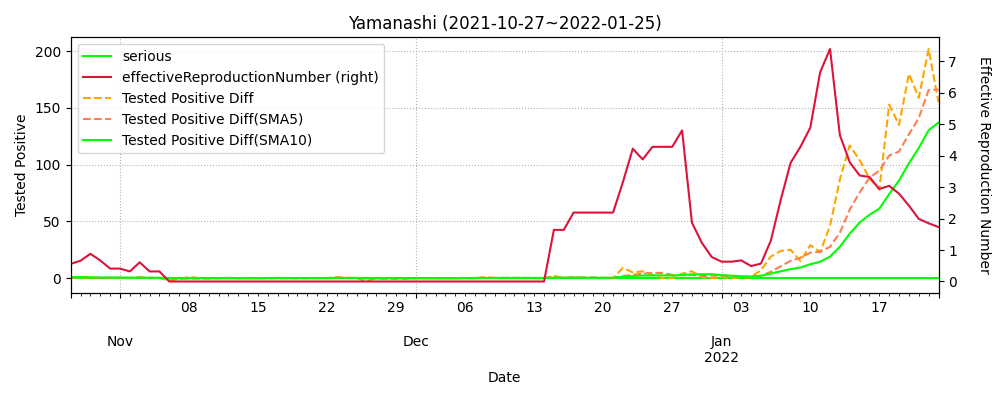 Yamanashi (2021-10-27~2022-01-25)
serious
effectiveReproductionNumber (right)
Tested Positive Diff
Tested Positive Diff(SMA5)
Tested Positive Diff(SMA10)
Tested Positive
200
150
100
50
0
Effective Reproduction Number
7
6
5
4
3
2
1
0
08 15 22 29 06 13 20 27 03 10 17
Nov Dec Jan
2022
Date